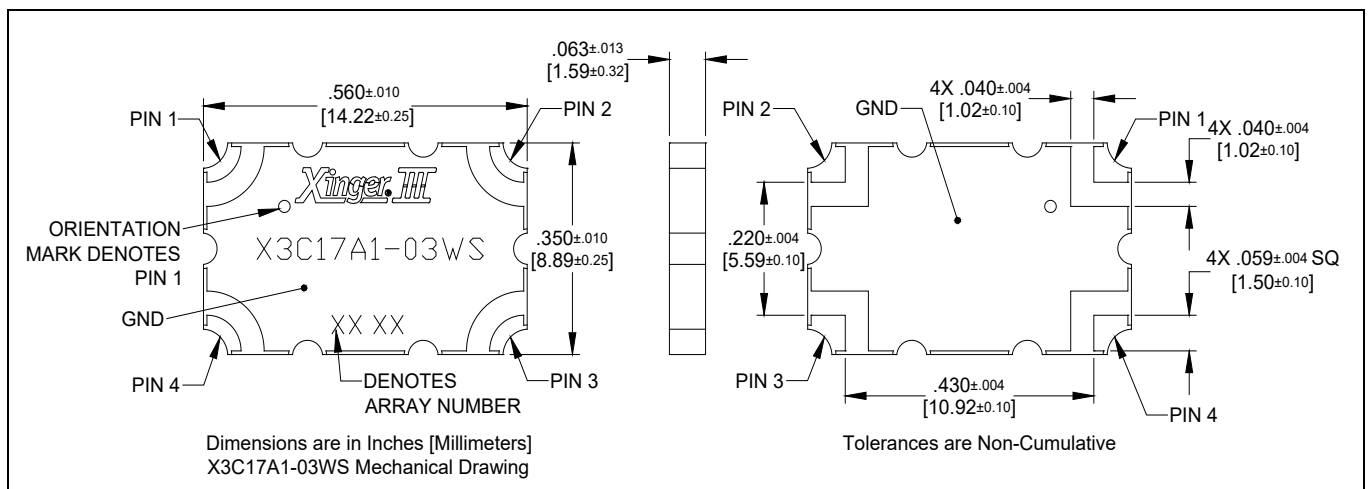 .560±.010
[14.22±0.25]
PIN 1
PIN 2
Xinger III
ORIENTATION
MARK DENOTES
PIN 1
X3C17A1-03WS
.350±.010
[8.89±0.25]
GND
XX XX
PIN 4
DENOTES
ARRAY NUMBER
PIN 3
Dimensions are in Inches [Millimeters]
X3C17A1-03WS Mechanical Drawing
.063±.013
[1.59±0.32]
PIN 2
GND
4X .040±.004
[1.02±0.10]
PIN 1
4X .040±.004
[1.02±0.10]
.220±.004
[5.59±0.10]
4X .059±.004 SQ
[1.50±0.10]
PIN 3
.430±.004
[10.92±0.10]
PIN 4
Tolerances are Non-Cumulative